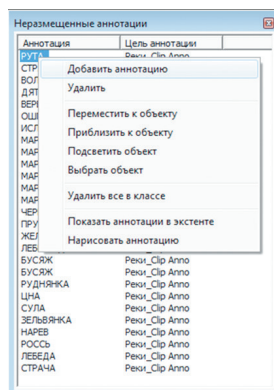 Неразмещенные аннотации
Аннотация Цель аннотации
РУТА Реки_Clip Anno
СТР Добавить аннотацию
ВОЛ Удалить
ДЯТ
ВЕРЕ
ОШ Переместить к объекту
ИСЛ Приблизить к объекту
МАР
МАР Подсветить объект
МАР
МАР Выбрать объект
МАР
МАР Удалить все в классе
ЧЕР
ПРУ Показать аннотации в экстенте
ЖЕЛ
ЛЕБ Нарисовать аннотацию
БУСЯЖ Реки_Clip Anno
БУСЯЖ Реки_Clip Anno
РУДНЯНКА Реки_Clip Anno
ЦНА Реки_Clip Anno
СУЛА Реки_Clip Anno
ЗЕЛЬВЯНКА Реки_Clip Anno
НАРЕВ Реки_Clip Anno
РОССЬ Реки_Clip Anno
ЛЕБЕДА Реки_Clip Anno
СТРАЧА Реки_Clip Anno